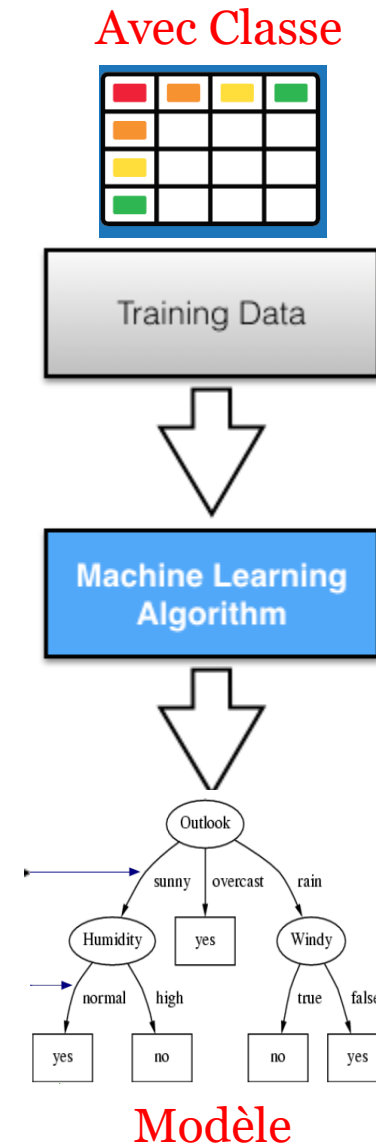 Avec Classe
Training Data
Machine Learning
Algorithm
Outlook
sunny overcast rain
Humidity yes Windy
normal high true false
yes no no yes
Modèle